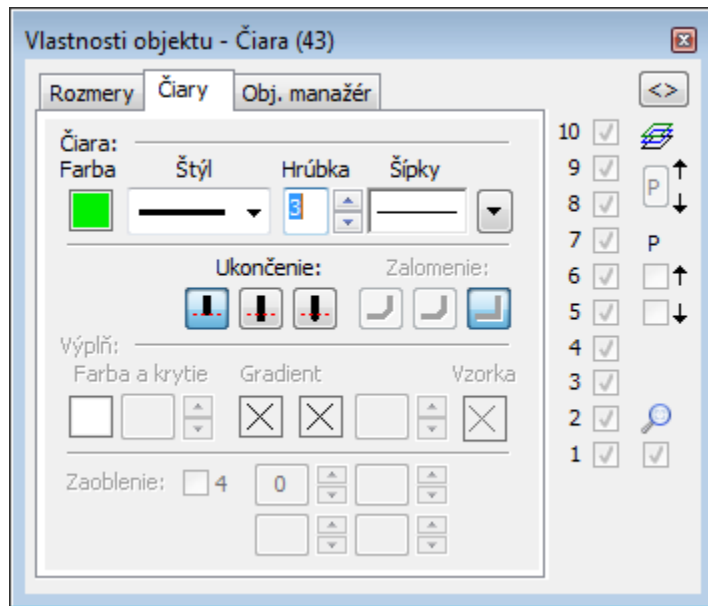 Vlastnosti objektu - Čiara (43)
Rozmery Čiary Obj. manažér <>
Čiara:
Farba Štýl Hrúbka Šípky
3
Ukončenie: Zalomenie:
Výplň:
Farba a krytie Gradient Vzorka
Zaoblenie: 4 0
10
9 P
8
7 P
6
5
4
3
2
1